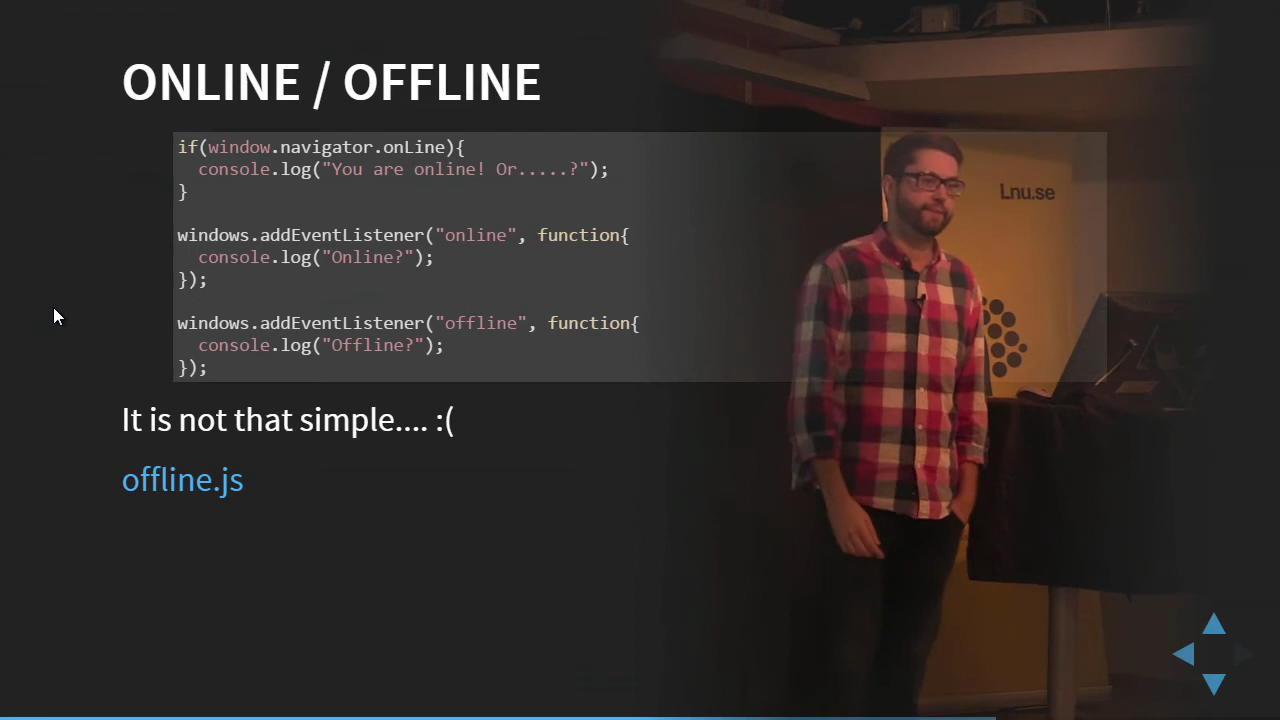 ONLINE / OFFLINE
if(window.navigator.onLine){
  console.log("You are online! Or.....?");
}
windows.addEventListener("online", function{
  console.log("Online?");
});
windows.addEventListener("offline", function{
  console.log("Offline?");
});
It is not that simple.... :(
offline.js
Lnu.se